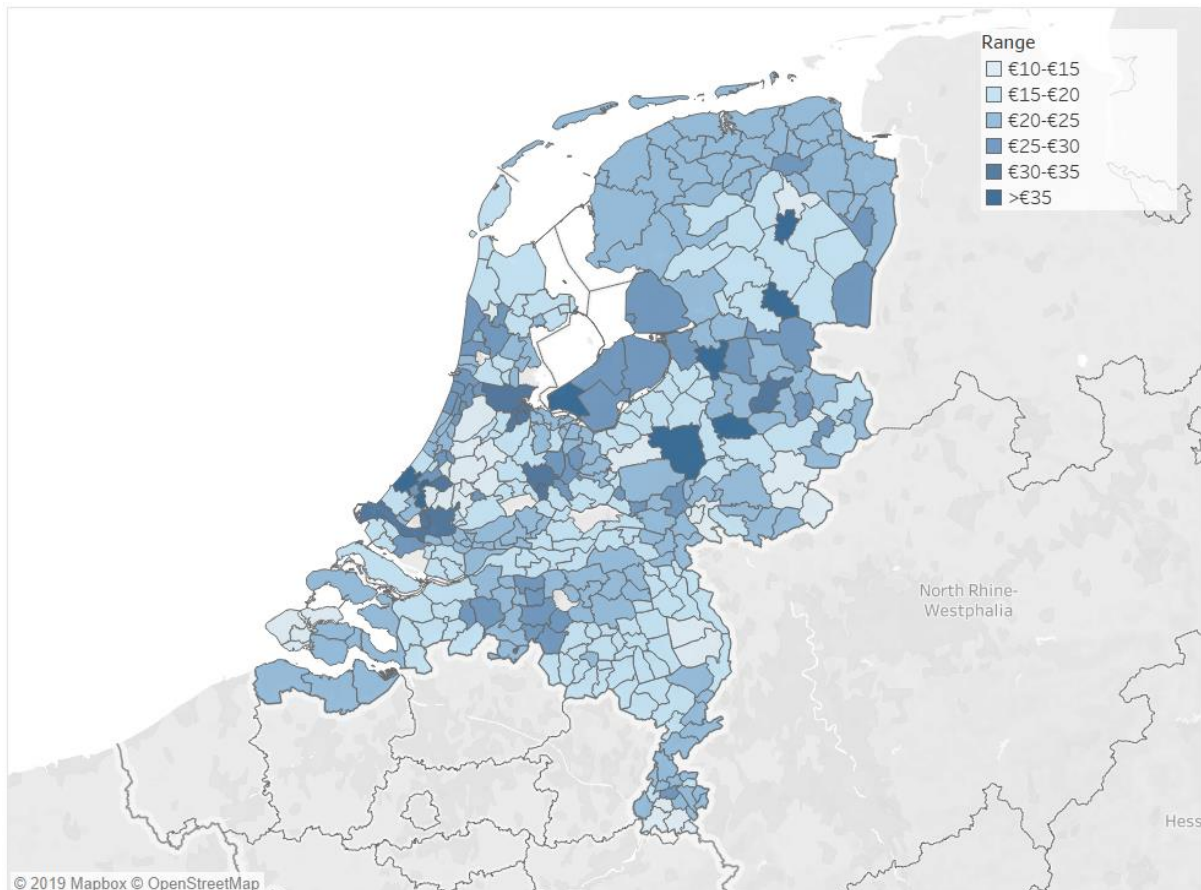 Range
€10-€15
€15-€20
€20-€25
€25-€30
€30-€35
>€35
North Rhine-
Westphalia
Hess
© 2019 Mapbox © OpenStreetMap